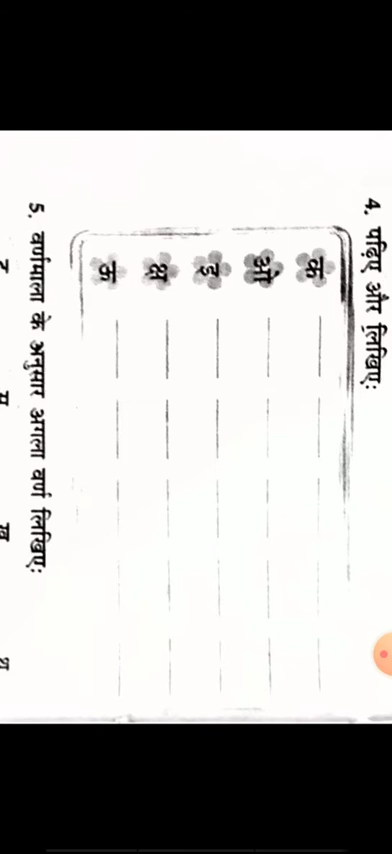 4. पढ़िए और लिखिए:
क
ओ
इ
5. वर्णमाला के अनुसार अगला वर्ण लिखिए: